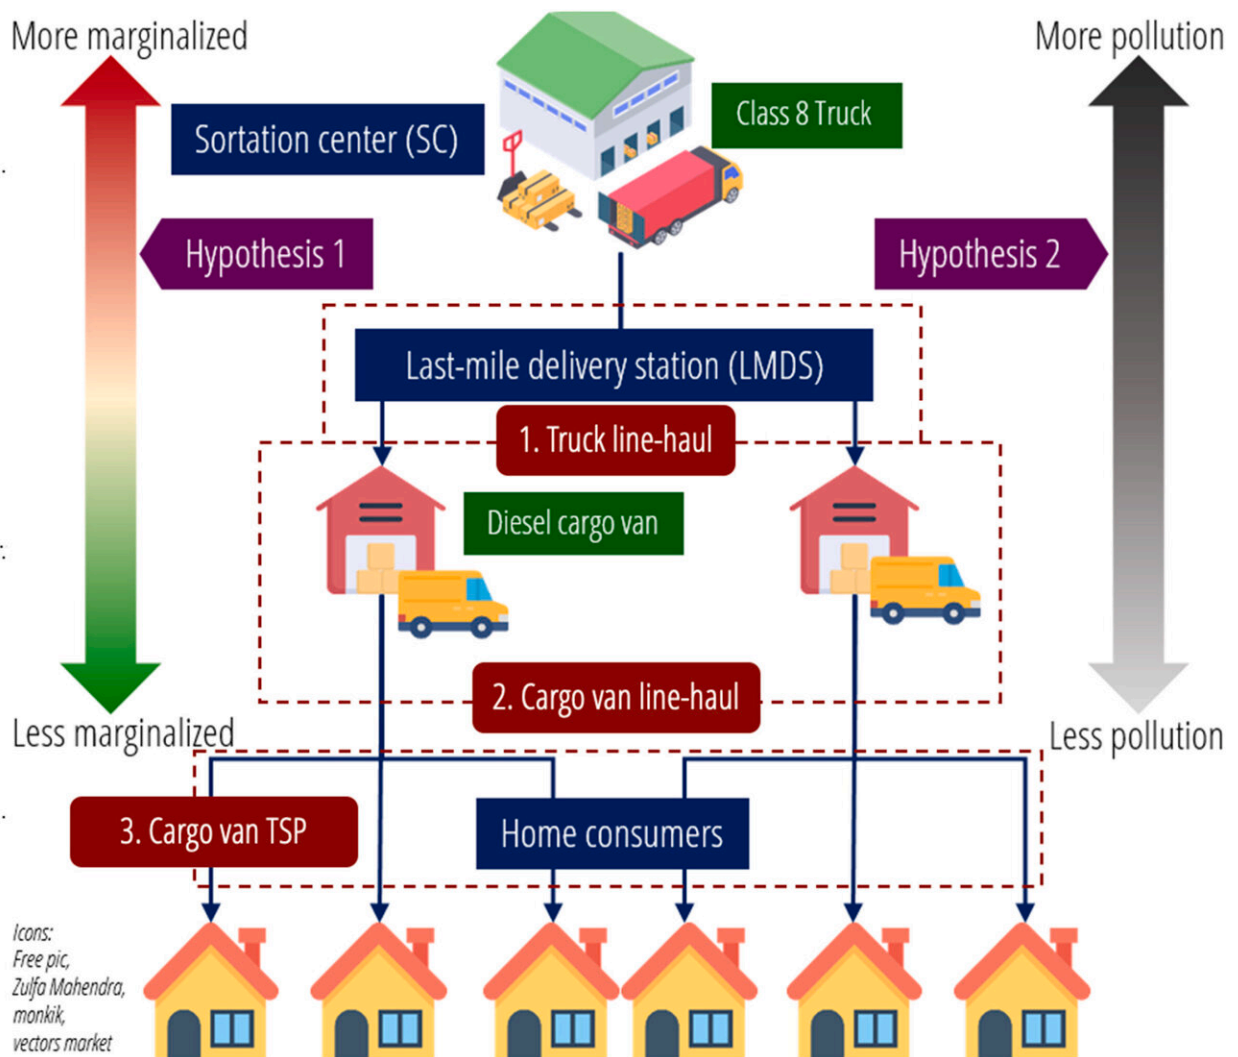 More marginalized
More pollution
Class 8 Truck
Sortation center (SC)
Hypothesis 1
Hypothesis 2
Last-mile delivery station (LMDS)
1. Truck line-haul
Diesel cargo van
2. Cargo van line-haul
Less marginalized
Less pollution
3. Cargo van TSP
Home consumers
Icons:
Free pic,
Zulfa Mahendra,
monkik,
vectors market